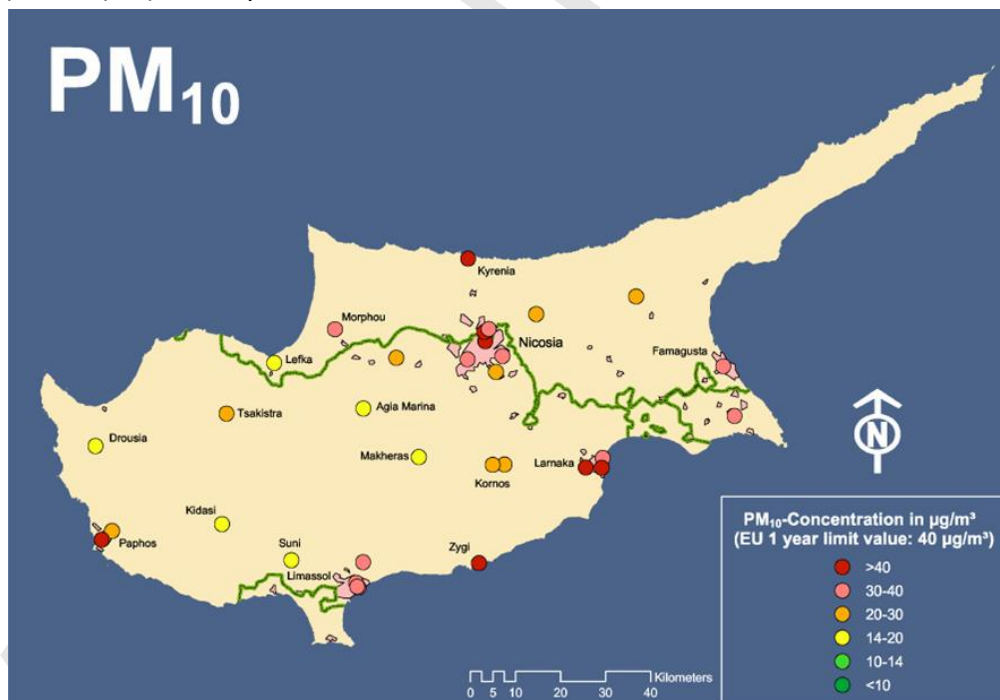 PM10
Kyrenia
Morphou
Nicosia
Famagusta
Lefka
Agia Marina
Tsakistra
Drousia
Makheras
Larnaka
Kornos
Kidasi
Paphos
Suni
Zygi
Limassol
N
PM10-Concentration in µg/m³
(EU 1 year limit value: 40 µg/m³)
>40
30-40
20-30
14-20
10-14
<10
Kilometers
0 5 10 20 30 40